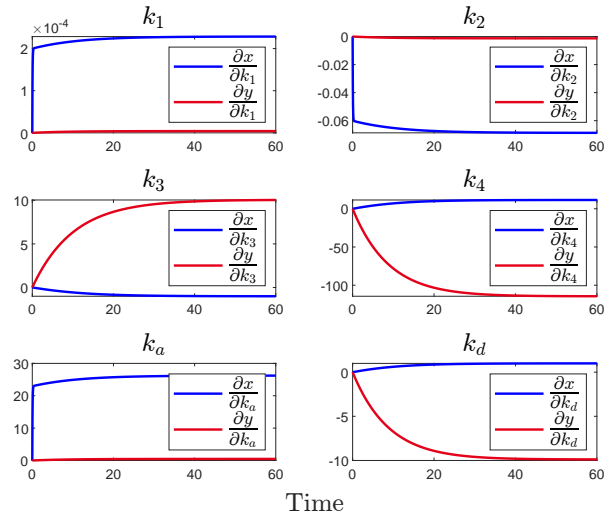 k₁
×10⁻⁴
2
1
0
0 20 40 60
∂x/∂k₁
∂y/∂k₁
k₂
0
-0.02
-0.04
-0.06
0 20 40 60
∂x/∂k₂
∂y/∂k₂
k₃
10
5
0
0 20 40 60
∂x/∂k₃
∂y/∂k₃
k₄
0
-50
-100
0 20 40 60
∂x/∂k₄
∂y/∂k₄
kₐ
30
20
10
0
0 20 40 60
∂x/∂kₐ
∂y/∂kₐ
k_d
0
-5
-10
0 20 40 60
∂x/∂k_d
∂y/∂k_d
Time